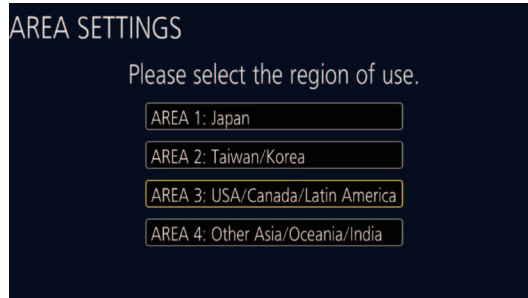 AREA SETTINGS
Please select the region of use.
AREA 1: Japan
AREA 2: Taiwan/Korea
AREA 3: USA/Canada/Latin America
AREA 4: Other Asia/Oceania/India